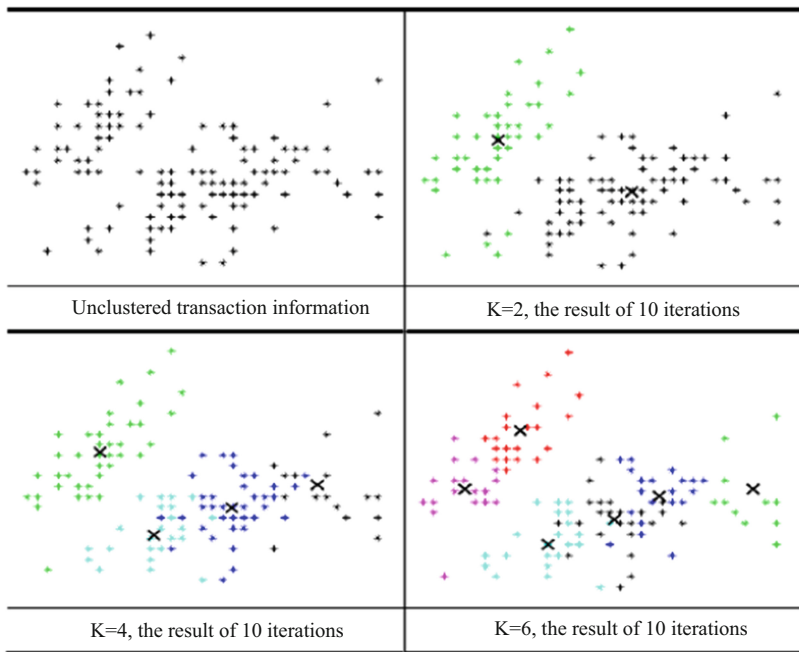 Unclustered transaction information
K=2, the result of 10 iterations
K=4, the result of 10 iterations
K=6, the result of 10 iterations